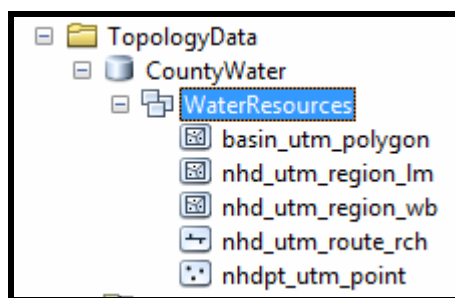 TopologyData
CountyWater
WaterResources
basin_utm_polygon
nhd_utm_region_lm
nhd_utm_region_wb
nhd_utm_route_rch
nhdpt_utm_point